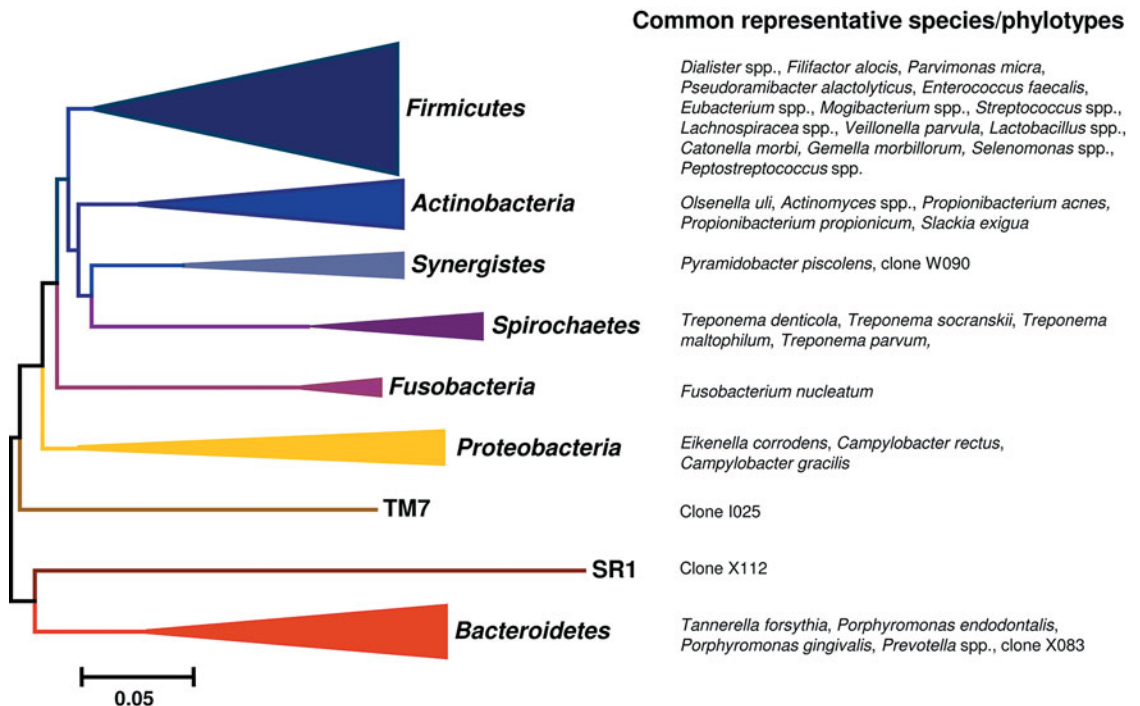 Common representative species/phylotypes
Firmicutes
Dialister spp., Filifactor alocis, Parvimonas micra,
Pseudoramibacter alactolyticus, Enterococcus faecalis,
Eubacterium spp., Mogibacterium spp., Streptococcus spp.,
Lachnospiracea spp., Veillonella parvula, Lactobacillus spp.,
Catonella morbi, Gemella morbillorum, Selenomonas spp.,
Peptostreptococcus spp.
Actinobacteria
Olsenella uli, Actinomyces spp., Propionibacterium acnes,
Propionibacterium propionicum, Slackia exigua
Synergistes
Pyramidobacter piscolens, clone W090
Spirochaetes
Treponema denticola, Treponema socranskii, Treponema
maltophilum, Treponema parvum,
Fusobacteria
Fusobacterium nucleatum
Proteobacteria
Eikenella corrodens, Campylobacter rectus,
Campylobacter gracilis
TM7
Clone I025
SR1
Clone X112
Bacteroidetes
Tannerella forsythia, Porphyromonas endodontalis,
Porphyromonas gingivalis, Prevotella spp., clone X083
0.05